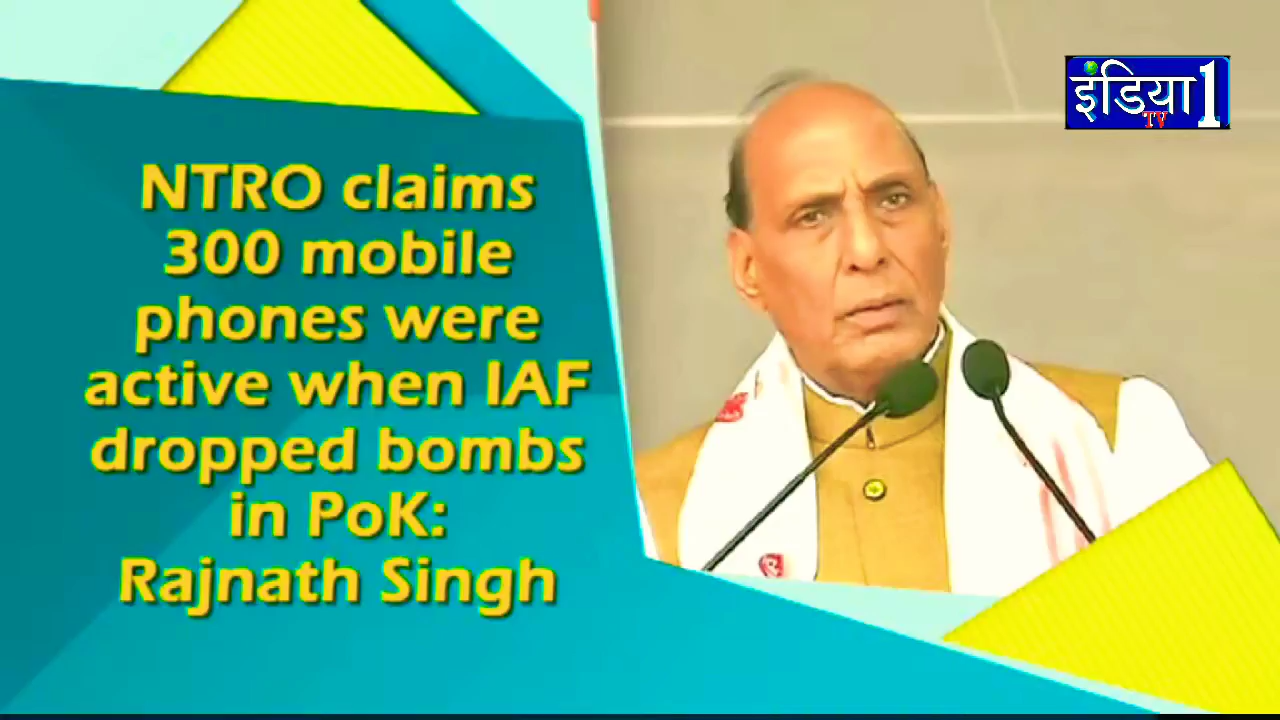 NTRO claims
300 mobile
phones were
active when IAF
dropped bombs
in PoK:
Rajnath Singh
इंडिया 1
TV